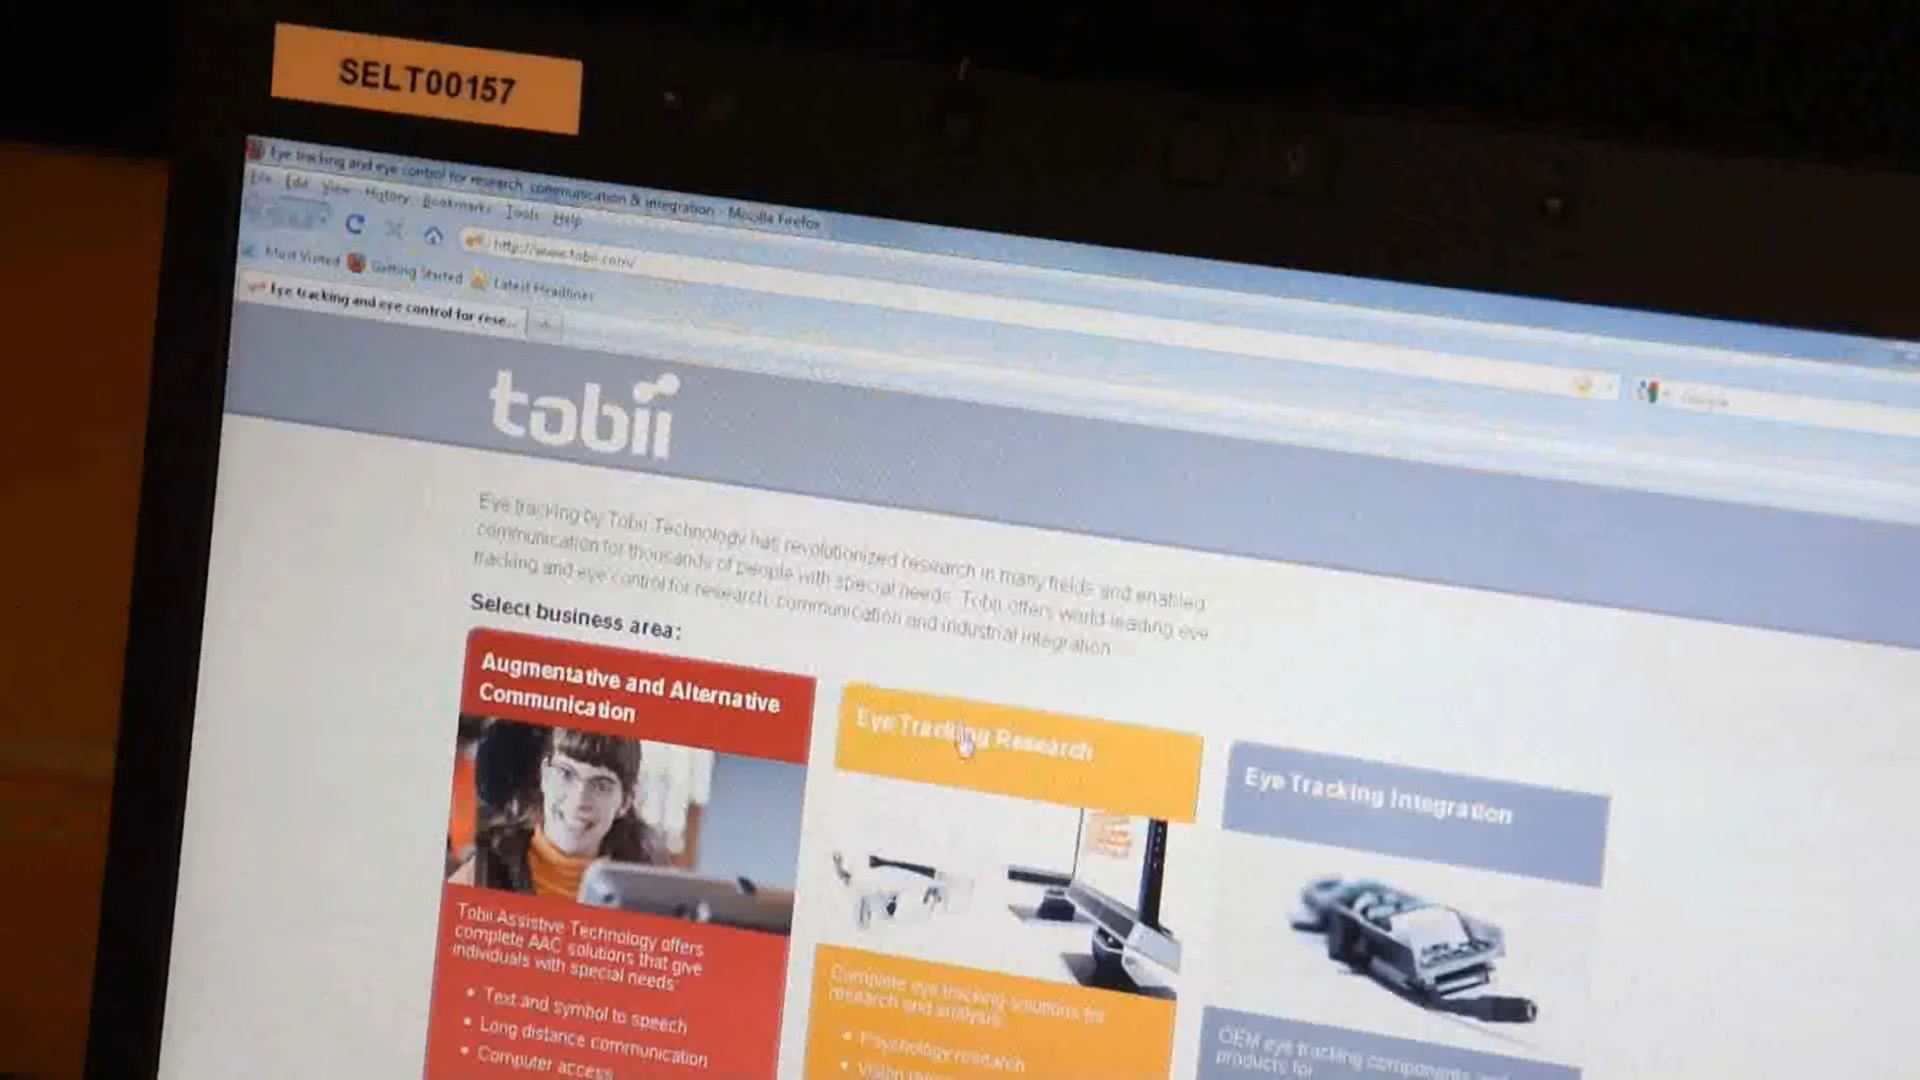 SELT00157
Eye tracking and eye control for research, communication & integration - Mozilla Firefox
File Edit View History Bookmarks Tools Help
http://www.tobii.com/
Google
Most Visited Getting Started Latest Headlines
Eye tracking and eye control for rese...
tobii
Eye tracking by Tobii Technology has revolutionized research in many fields and enabled
communication for thousands of people with special needs. Tobii offers world-leading eye
tracking and eye control for research, communication and industrial integration
Select business area:
Augmentative and Alternative
Communication
Tobii Assistive Technology offers
complete AAC solutions that give
individuals with special needs:
• Text and symbol to speech
• Long distance communication
• Computer access
Eye Tracking Research
Complete eye tracking solutions for
research and analysis:
• Psychology research
• Vision
Eye Tracking Integration
OEM eye tracking components and
products for